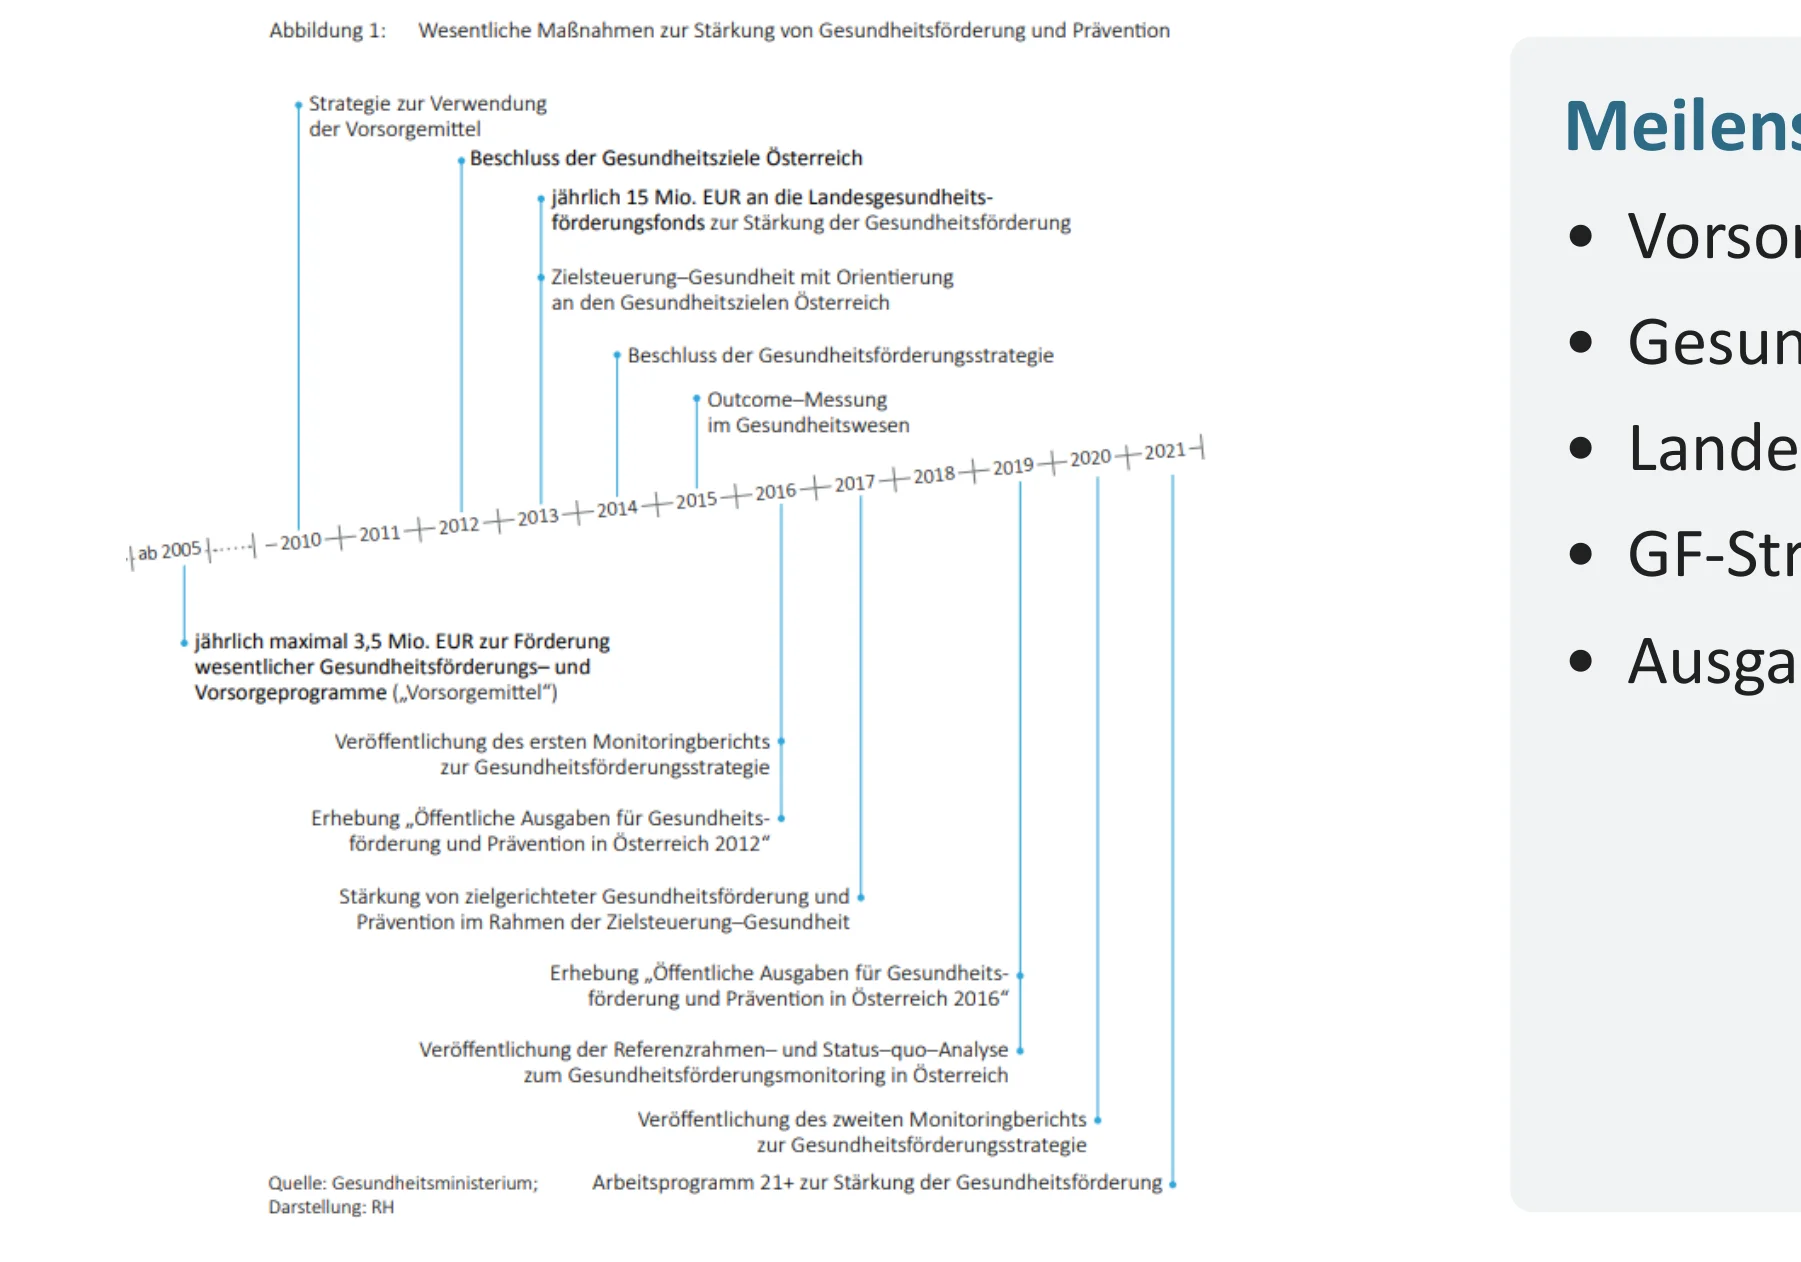 Abbildung 1: Wesentliche Maßnahmen zur Stärkung von Gesundheitsförderung und Prävention
Strategie zur Verwendung
der Vorsorgemittel
Beschluss der Gesundheitsziele Österreich
jährlich 15 Mio. EUR an die Landesgesundheits-
förderungsfonds zur Stärkung der Gesundheitsförderung
Zielsteuerung–Gesundheit mit Orientierung
an den Gesundheitszielen Österreich
Beschluss der Gesundheitsförderungsstrategie
Outcome–Messung
im Gesundheitswesen
ab 2005 2010 2011 2012 2013 2014 2015 2016 2017 2018 2019 2020 2021
jährlich maximal 3,5 Mio. EUR zur Förderung
wesentlicher Gesundheitsförderungs– und
Vorsorgeprogramme („Vorsorgemittel“)
Veröffentlichung des ersten Monitoringberichts
zur Gesundheitsförderungsstrategie
Erhebung „Öffentliche Ausgaben für Gesundheits-
förderung und Prävention in Österreich 2012“
Stärkung von zielgerichteter Gesundheitsförderung und
Prävention im Rahmen der Zielsteuerung–Gesundheit
Erhebung „Öffentliche Ausgaben für Gesundheits-
förderung und Prävention in Österreich 2016“
Veröffentlichung der Referenzrahmen– und Status–quo–Analyse
zum Gesundheitsförderungsmonitoring in Österreich
Veröffentlichung des zweiten Monitoringberichts
zur Gesundheitsförderungsstrategie
Arbeitsprogramm 21+ zur Stärkung der Gesundheitsförderung
Quelle: Gesundheitsministerium;
Darstellung: RH
Meilens
• Vorsor
• Gesun
• Lande
• GF-Str
• Ausga